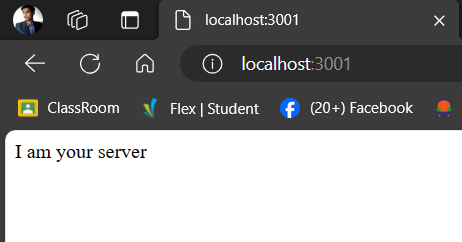 localhost:3001
localhost:3001
ClassRoom
Flex | Student
(20+) Facebook
I am your server